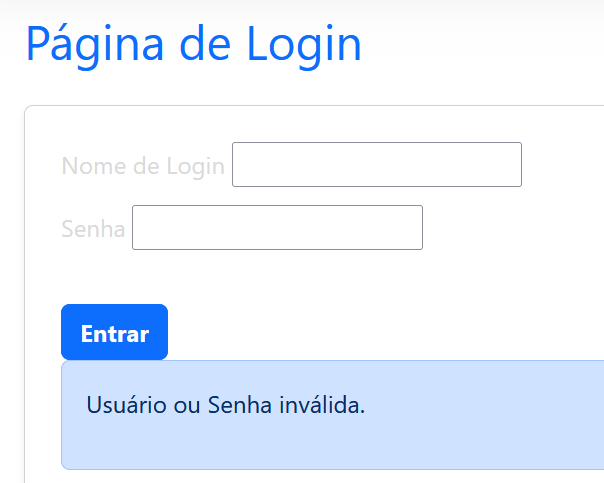 Página de Login
Nome de Login
Senha
Entrar
Usuário ou Senha inválida.